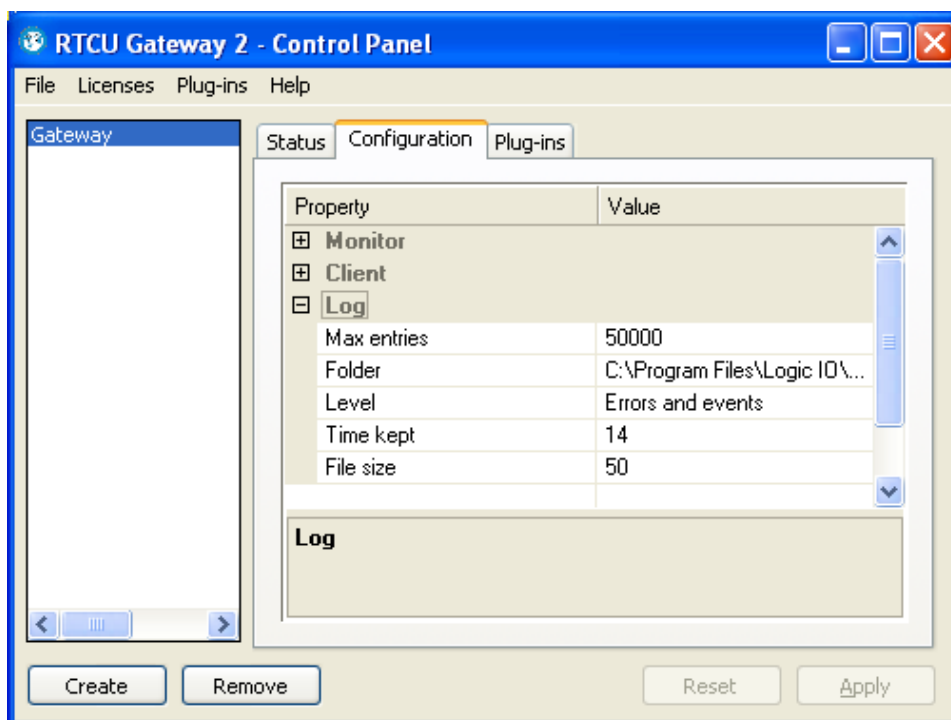 RTCU Gateway 2 - Control Panel
File Licenses Plug-ins Help
Gateway
Status Configuration Plug-ins
Property Value
Monitor
Client
Log
Max entries 50000
Folder C:\Program Files\Logic IO\...
Level Errors and events
Time kept 14
File size 50
Log
Create Remove Reset Apply